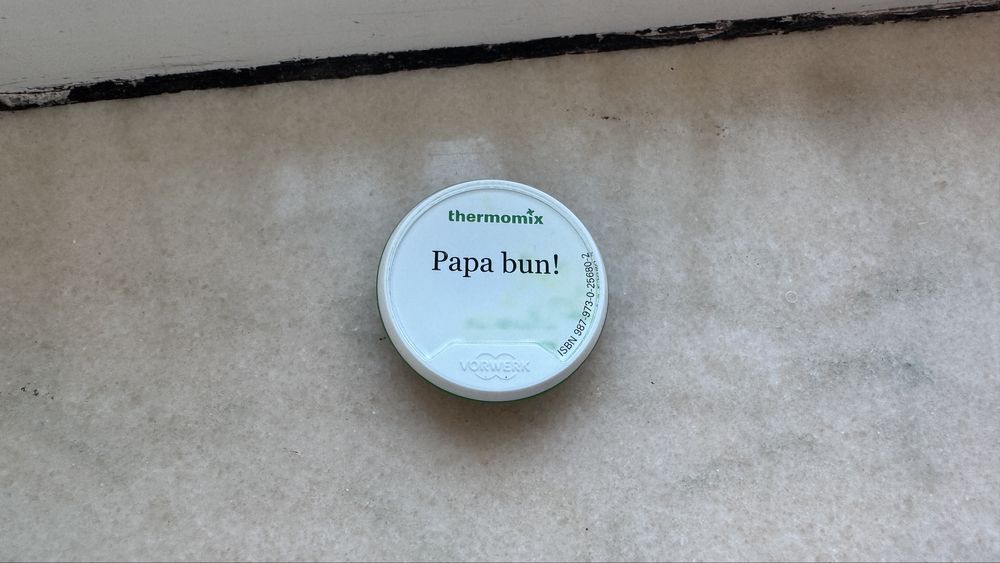 thermomix
Papa bun!
ISBN 987-973-0-25680-2
VORWERK